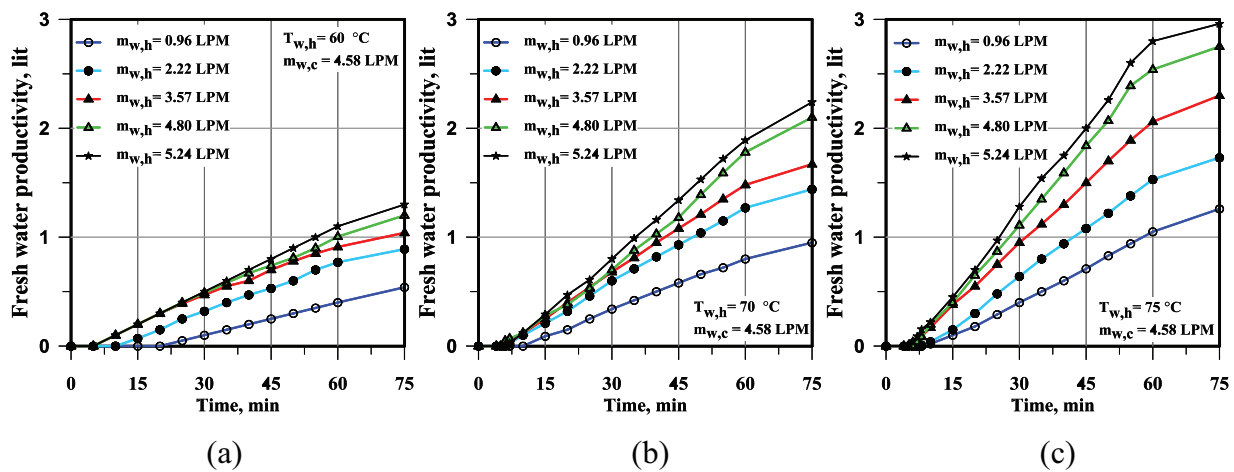 Fresh water productivity, lit
3
2
1
0
m_w,h = 0.96 LPM
m_w,h = 2.22 LPM
m_w,h = 3.57 LPM
m_w,h = 4.80 LPM
m_w,h = 5.24 LPM
T_w,h = 60 °C
m_w,c = 4.58 LPM
0 15 30 45 60 75
Time, min
(a)
Fresh water productivity, lit
3
2
1
0
m_w,h = 0.96 LPM
m_w,h = 2.22 LPM
m_w,h = 3.57 LPM
m_w,h = 4.80 LPM
m_w,h = 5.24 LPM
T_w,h = 70 °C
m_w,c = 4.58 LPM
0 15 30 45 60 75
Time, min
(b)
Fresh water productivity, lit
3
2
1
0
m_w,h = 0.96 LPM
m_w,h = 2.22 LPM
m_w,h = 3.57 LPM
m_w,h = 4.80 LPM
m_w,h = 5.24 LPM
T_w,h = 75 °C
m_w,c = 4.58 LPM
0 15 30 45 60 75
Time, min
(c)